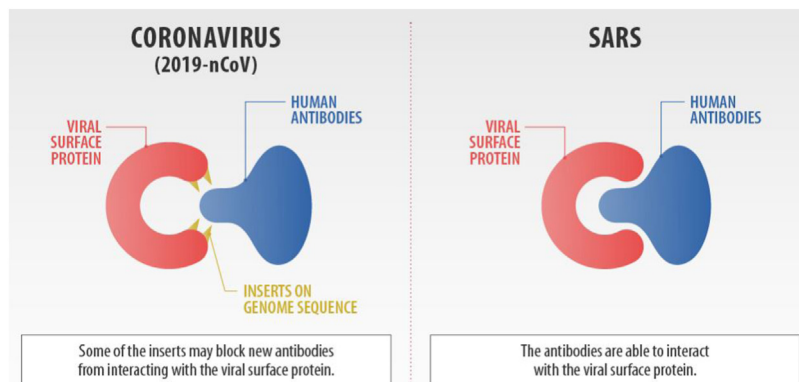 CORONAVIRUS
(2019-nCoV)
HUMAN
ANTIBODIES
VIRAL
SURFACE
PROTEIN
INSERTS ON
GENOME SEQUENCE
Some of the inserts may block new antibodies
from interacting with the viral surface protein.
SARS
HUMAN
ANTIBODIES
VIRAL
SURFACE
PROTEIN
The antibodies are able to interact
with the viral surface protein.